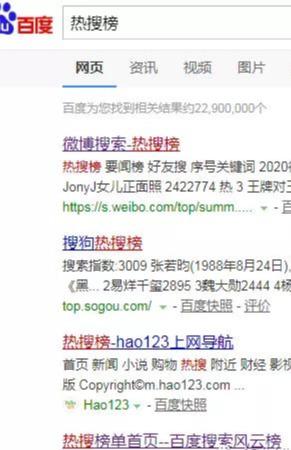 百度 热搜榜
网页 资讯 视频 图片
百度为您找到相关结果约22,900,000个
微博搜索-热搜榜
热搜榜 要闻榜 好友搜 序号关键词 2020
JonyJ女儿正面照 2422774 热 3 王牌对
https://s.weibo.com/top/summ..... - 百
搜狗热搜榜
搜索指数:3009 张若昀(1988年8月24日),
《黑... 2易烊千玺2895 3魏大勋2444 4
top.sogou.com/ - 百度快照 - 评价
热搜榜-hao123上网导航
首页 新闻 小说 购物 热搜 附近 财经 影
版 Copyright©m.hao123.com ...
Hao123 - 百度快照
热搜榜单首页--百度搜索风云榜